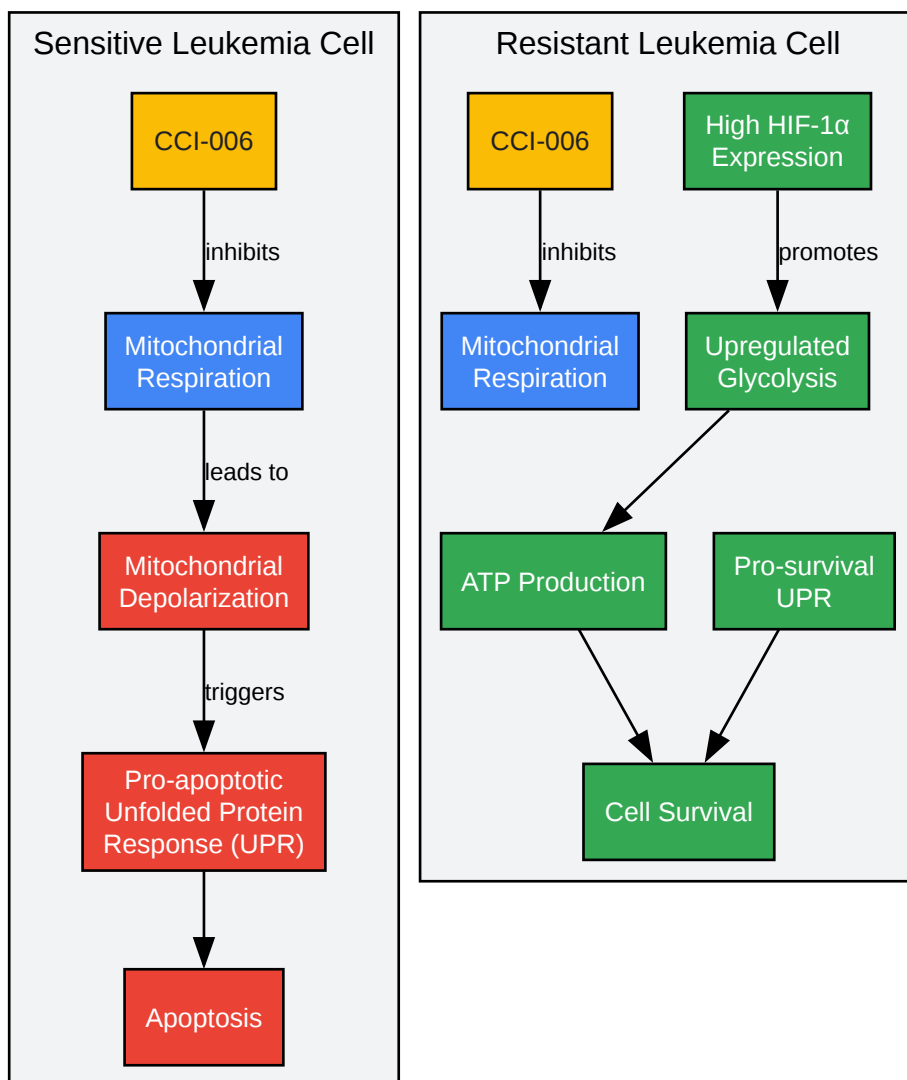 Sensitive Leukemia Cell
CCI-006
inhibits
Mitochondrial
Respiration
leads to
Mitochondrial
Depolarization
triggers
Pro-apoptotic
Unfolded Protein
Response (UPR)
Apoptosis
Resistant Leukemia Cell
CCI-006
inhibits
Mitochondrial
Respiration
High HIF-1α
Expression
promotes
Upregulated
Glycolysis
ATP Production
Pro-survival
UPR
Cell Survival